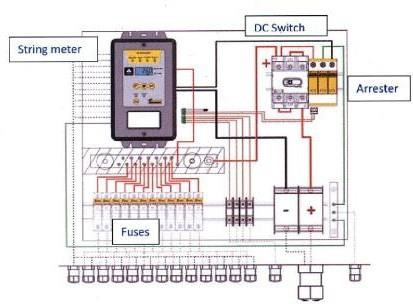 DC Switch
String meter
+
Arrester
- +
Fuses